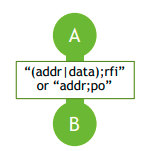 A
“(addr|data);rfi”
or “addr;po”
B